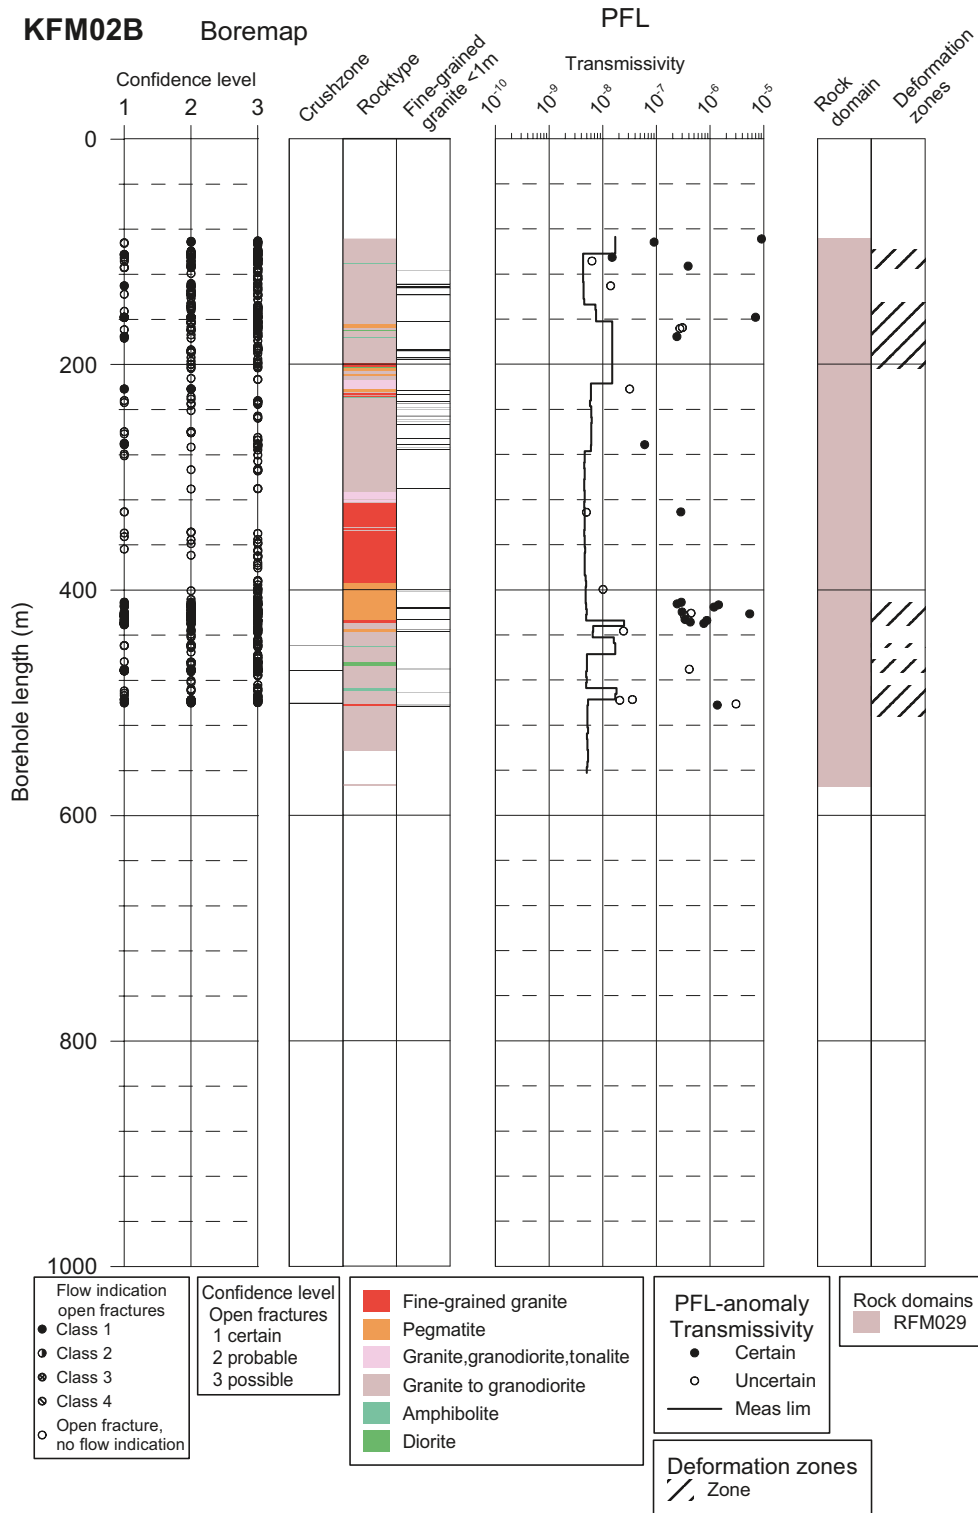 KFM02B Boremap
PFL
Confidence level
1 2 3
Crushzone
Rocktype
Fine-grained
granite <1m
Transmissivity
10-10 10-9 10-8 10-7 10-6 10-5
Rock
domain
Deformation
zones
Borehole length (m)
0
200
400
600
800
1000
Flow indication
open fractures
Class 1
Class 2
Class 3
Class 4
Open fracture,
no flow indication
Confidence level
Open fractures
1 certain
2 probable
3 possible
Fine-grained granite
Pegmatite
Granite,granodiorite,tonalite
Granite to granodiorite
Amphibolite
Diorite
PFL-anomaly
Transmissivity
Certain
Uncertain
Meas lim
Rock domains
RFM029
Deformation zones
Zone